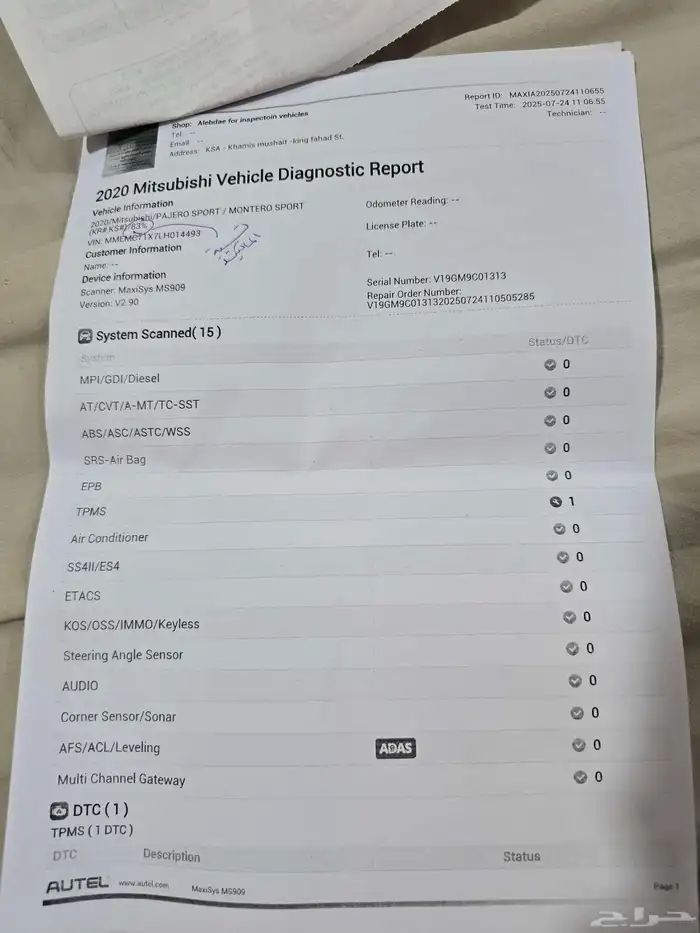 Report ID: MAXIA20250724110655
Test Time: 2025-07-24 11:06:55
Technician: --
Shop: Alebdae for inspectoin vehicles
Tel: --
Email: --
Address: KSA - Khamis mushait -king fahad St.
2020 Mitsubishi Vehicle Diagnostic Report
Vehicle Information
2020/Mitsubishi/PAJERO SPORT / MONTERO SPORT
(KR#,KS#)/83%
VIN: MMEMC71X7LH014493
Odometer Reading: --
License Plate: --
Customer Information
Name: --
Tel: --
Device information
Scanner: MaxiSys MS909
Version: V2.90
Serial Number: V19GM9C01313
Repair Order Number:
V19GM9C0131320250724110505285
System Scanned( 15 )
System Status/DTC
MPI/GDI/Diesel 0
AT/CVT/A-MT/TC-SST 0
ABS/ASC/ASTC/WSS 0
SRS-Air Bag 0
EPB 0
TPMS 1
Air Conditioner 0
SS4II/ES4 0
ETACS 0
KOS/OSS/IMMO/Keyless 0
Steering Angle Sensor 0
AUDIO 0
Corner Sensor/Sonar 0
AFS/ACL/Leveling ADAS 0
Multi Channel Gateway 0
DTC ( 1 )
TPMS ( 1 DTC )
DTC Description Status
AUTEL www.autel.com MaxiSys MS909 Page 1
حراج